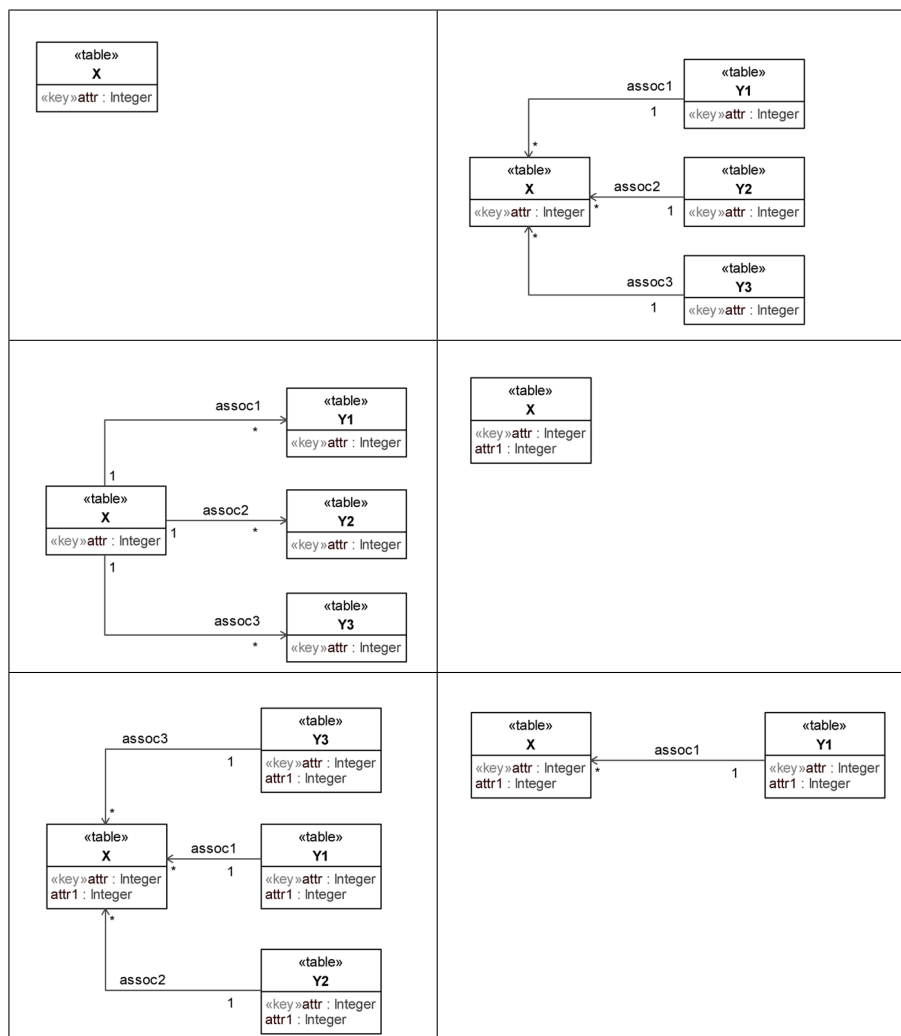 «table»
X
«key»attr : Integer
assoc1
1
*
«table»
Y1
«key»attr : Integer
«table»
X
«key»attr : Integer
assoc2
*
1
«table»
Y2
«key»attr : Integer
*
assoc3
1
«table»
Y3
«key»attr : Integer
assoc1
*
1
«table»
Y1
«key»attr : Integer
«table»
X
«key»attr : Integer
assoc2
1
*
«table»
Y2
«key»attr : Integer
1
assoc3
*
«table»
Y3
«key»attr : Integer
«table»
X
«key»attr : Integer
attr1 : Integer
assoc3
1
*
«table»
Y3
«key»attr : Integer
attr1 : Integer
«table»
X
«key»attr : Integer
attr1 : Integer
assoc1
*
1
«table»
Y1
«key»attr : Integer
attr1 : Integer
*
assoc2
1
«table»
Y2
«key»attr : Integer
attr1 : Integer
«table»
X
«key»attr : Integer
attr1 : Integer
assoc1
*
1
«table»
Y1
«key»attr : Integer
attr1 : Integer